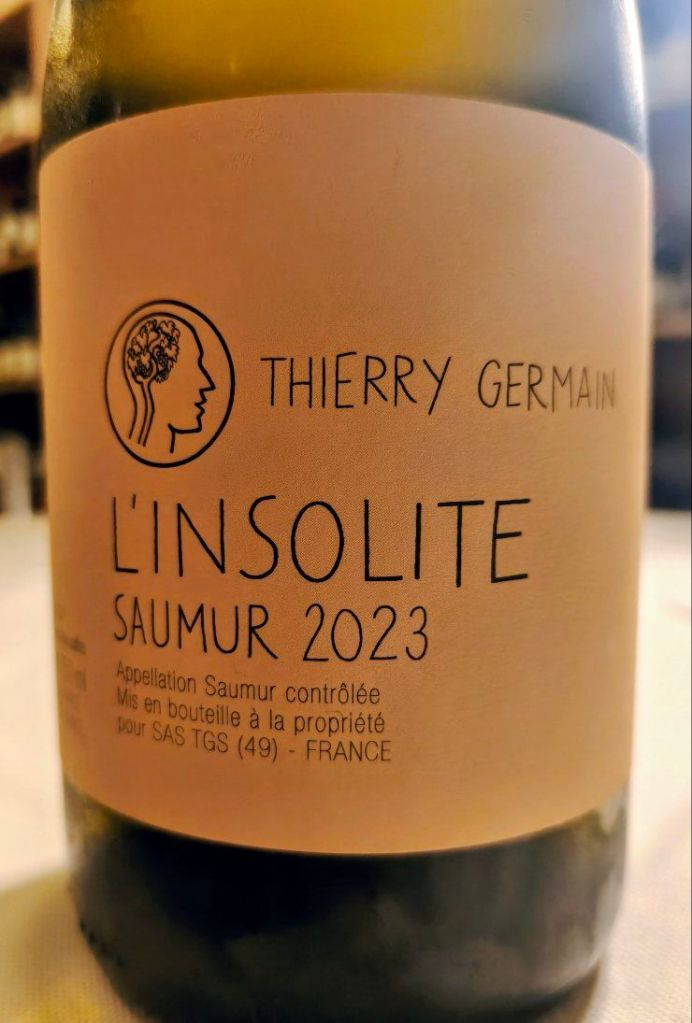 THIERRY GERMAIN
L'INSOLITE
SAUMUR 2023
Appellation Saumur contrôlée
Mis en bouteille à la propriété
pour SAS TGS (49) - FRANCE